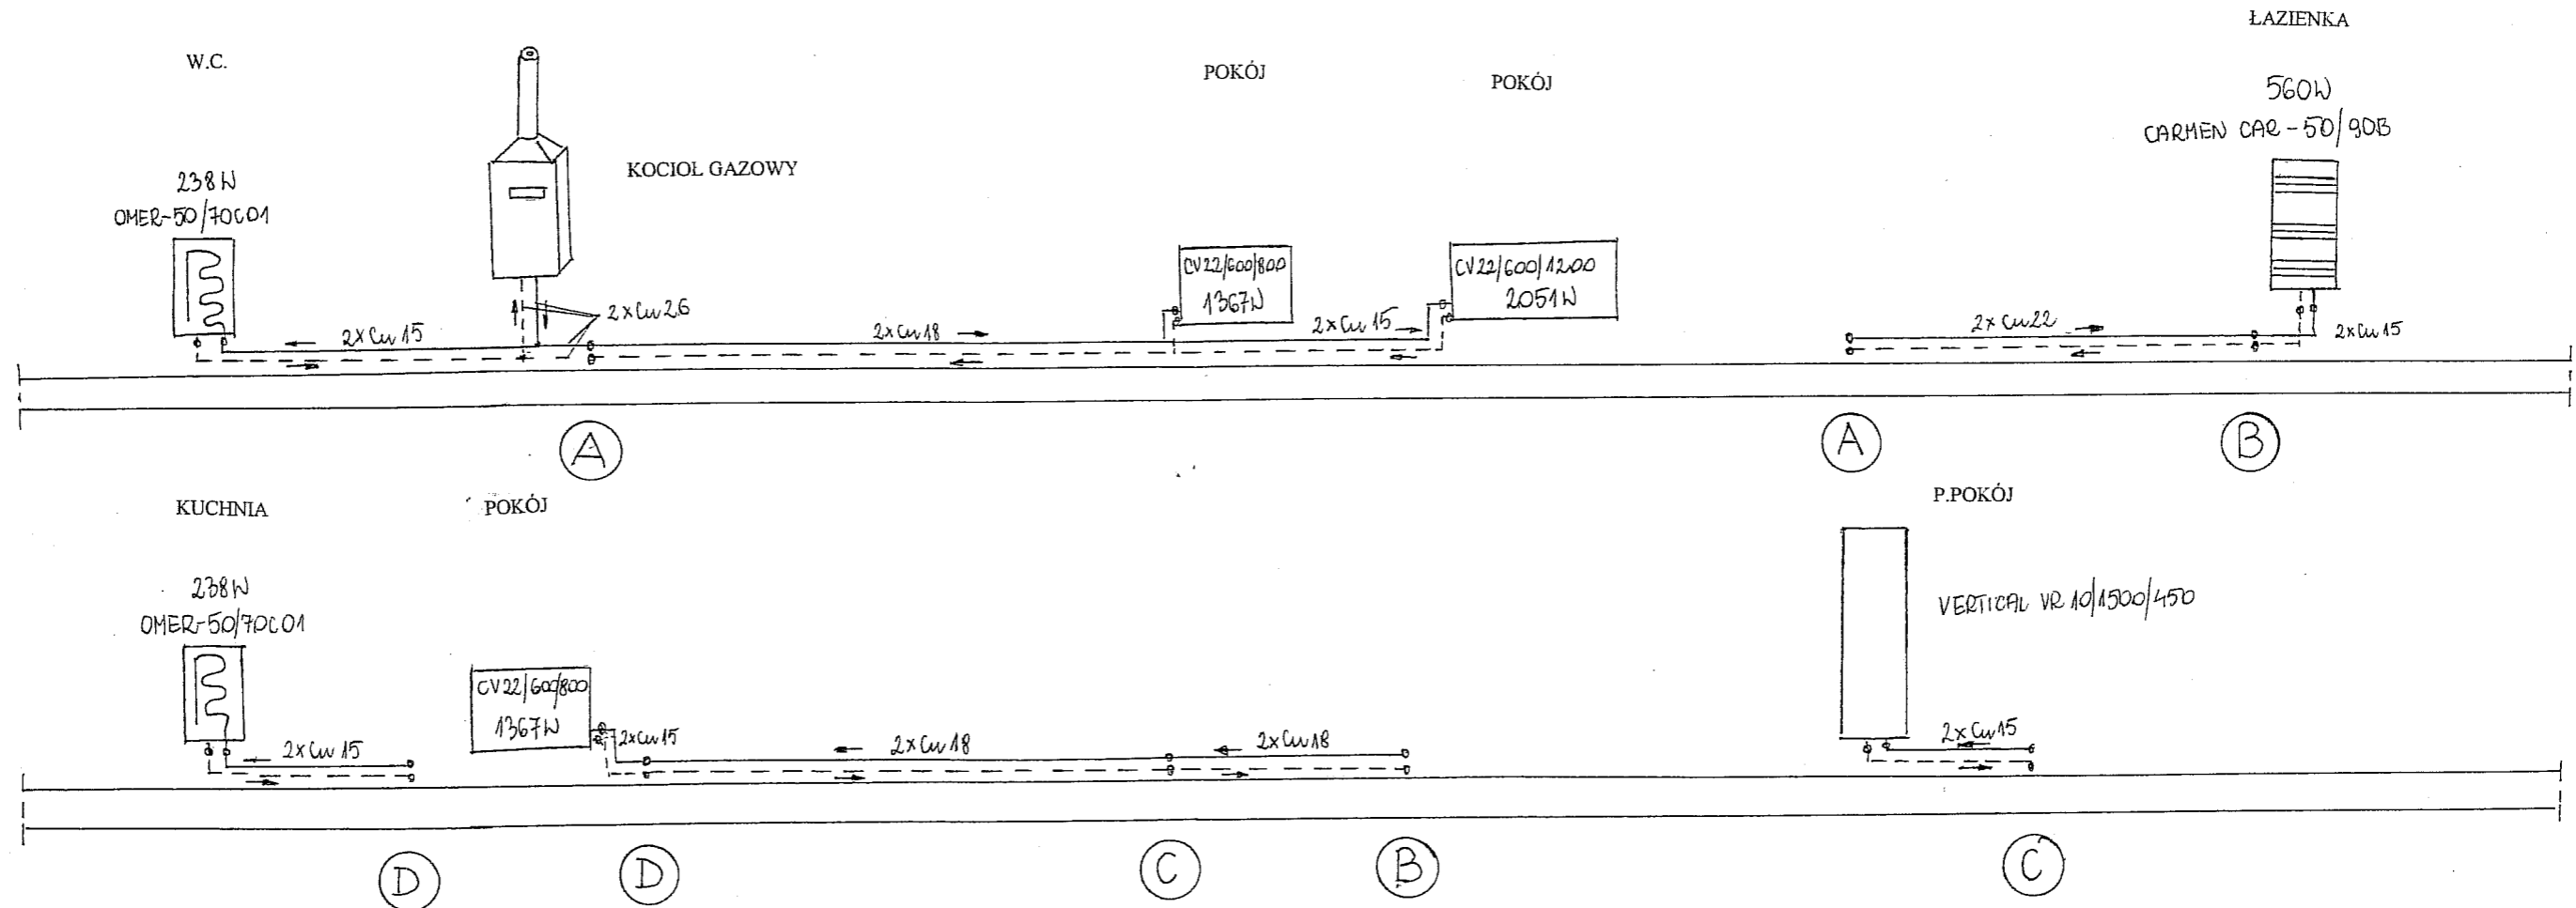 ŁAZIENKA
W.C.
POKÓJ
POKÓJ
560W
CARMEN CAR-50/90B
KOCIOŁ GAZOWY
238W
OMER-50/70C01
CV22/600/800
1367W
CV22/600/1200
2051W
2xCu26
2xCu15
2xCu18
2xCu15
2xCu22
2xCu15
A
A
B
KUCHNIA
POKÓJ
P.POKÓJ
238W
OMER-50/70C01
VERTICAL VR 10/1500/450
CV22/600/800
1367W
2xCu15
2xCu15
2xCu18
2xCu18
2xCu15
D
D
C
B
C